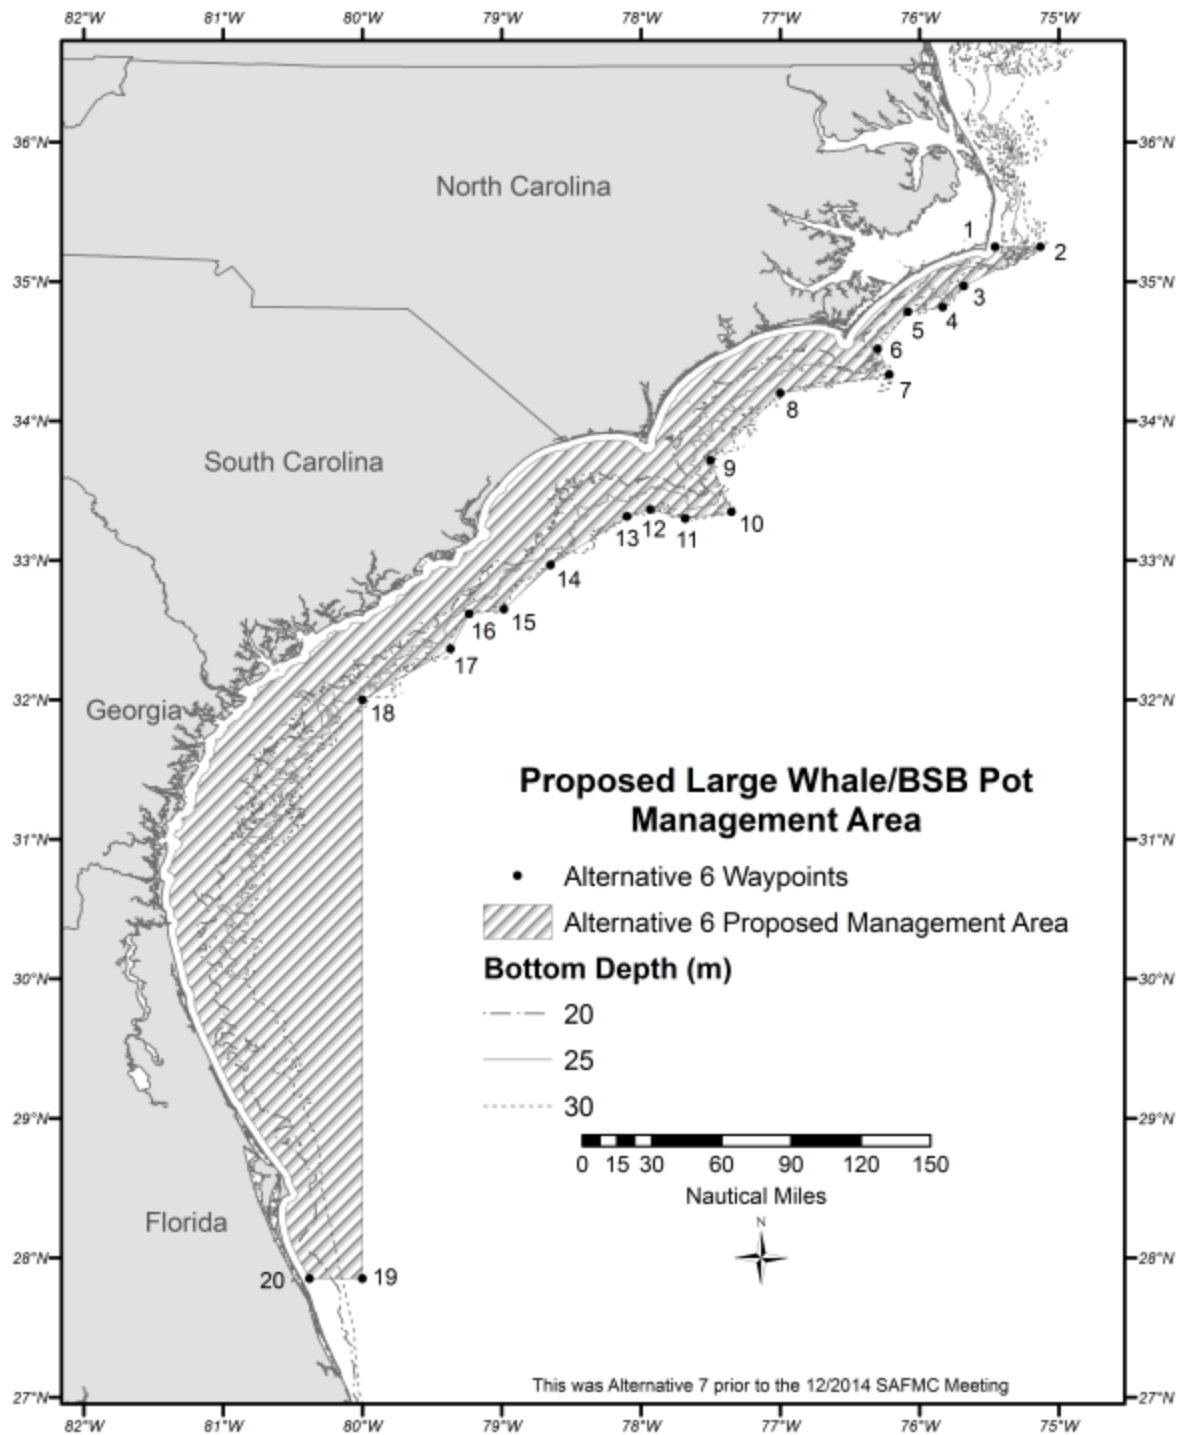 82°W 81°W 80°W 79°W 78°W 77°W 76°W 75°W
36°N 36°N
North Carolina
1
2
35°N 35°N
3
4
5
6
7
34°N 34°N
8
South Carolina
9
10
11
12
13
33°N 33°N
14
15
16
17
32°N 32°N
Georgia
18
Proposed Large Whale/BSB Pot
Management Area
31°N 31°N
Alternative 6 Waypoints
Alternative 6 Proposed Management Area
Bottom Depth (m)
30°N 30°N
20
25
30
29°N 29°N
0 15 30 60 90 120 150
Nautical Miles
Florida
N
28°N 28°N
20 19
This was Alternative 7 prior to the 12/2014 SAFMC Meeting
27°N 27°N
82°W 81°W 80°W 79°W 78°W 77°W 76°W 75°W